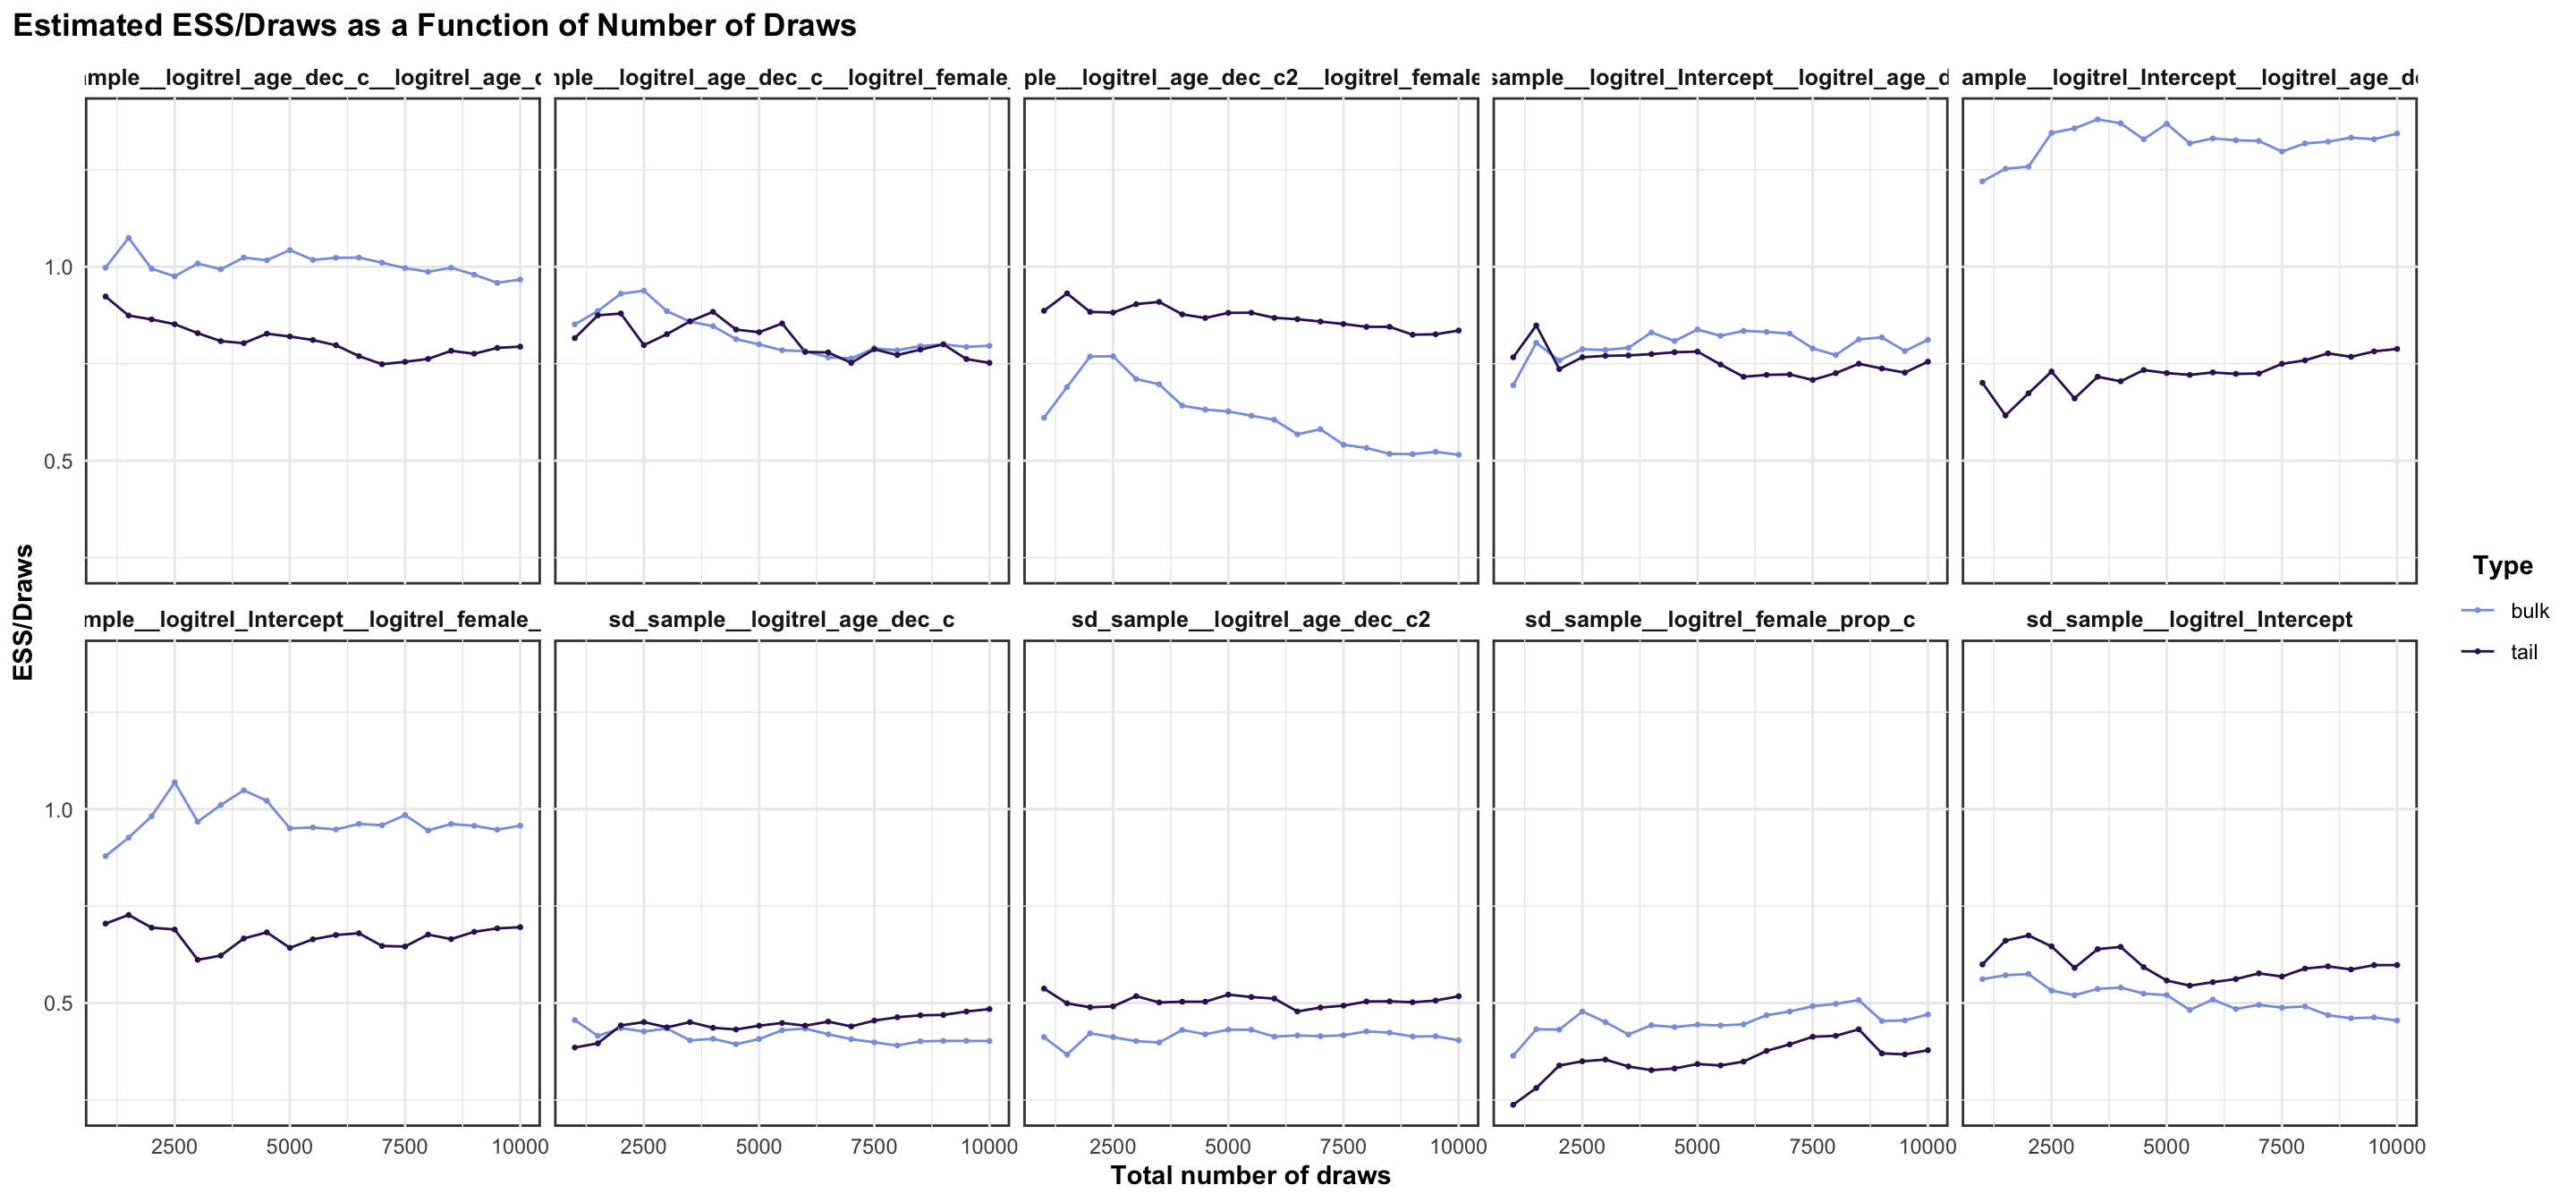 Estimated ESS/Draws as a Function of Number of Draws
mple__logitrel_age_dec_c__logitrel_age_c
ple__logitrel_age_dec_c__logitrel_female_
ple__logitrel_age_dec_c2__logitrel_female
sample__logitrel_Intercept__logitrel_age_d
ample__logitrel_Intercept__logitrel_age_de
1.0
0.5
mple__logitrel_Intercept__logitrel_female_
sd_sample__logitrel_age_dec_c
sd_sample__logitrel_age_dec_c2
sd_sample__logitrel_female_prop_c
sd_sample__logitrel_Intercept
1.0
0.5
ESS/Draws
2500 5000 7500 10000
2500 5000 7500 10000
2500 5000 7500 10000
2500 5000 7500 10000
2500 5000 7500 10000
Total number of draws
Type
bulk
tail